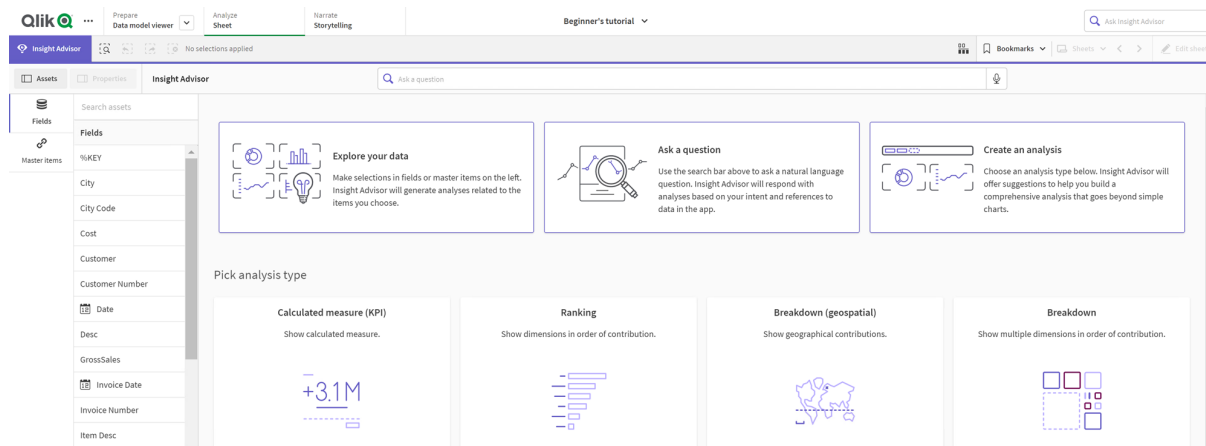 Qlik
Prepare
Data model viewer
Analyze
Sheet
Narrate
Storytelling
Beginner's tutorial
Ask Insight Advisor
Insight Advisor
No selections applied
Bookmarks
Sheets
Edit shee
Assets
Properties
Insight Advisor
Ask a question
Fields
Master items
Search assets
Fields
%KEY
City
City Code
Cost
Customer
Customer Number
Date
Desc
GrossSales
Invoice Date
Invoice Number
Item Desc
Explore your data
Make selections in fields or master items on the left.
Insight Advisor will generate analyses related to the
items you choose.
Ask a question
Use the search bar above to ask a natural language
question. Insight Advisor will respond with
analyses based on your intent and references to
data in the app.
Create an analysis
Choose an analysis type below. Insight Advisor will
offer suggestions to help you build a
comprehensive analysis that goes beyond simple
charts.
Pick analysis type
Calculated measure (KPI)
Show calculated measure.
+3.1M
Ranking
Show dimensions in order of contribution.
Breakdown (geospatial)
Show geographical contributions.
Breakdown
Show multiple dimensions in order of contribution.